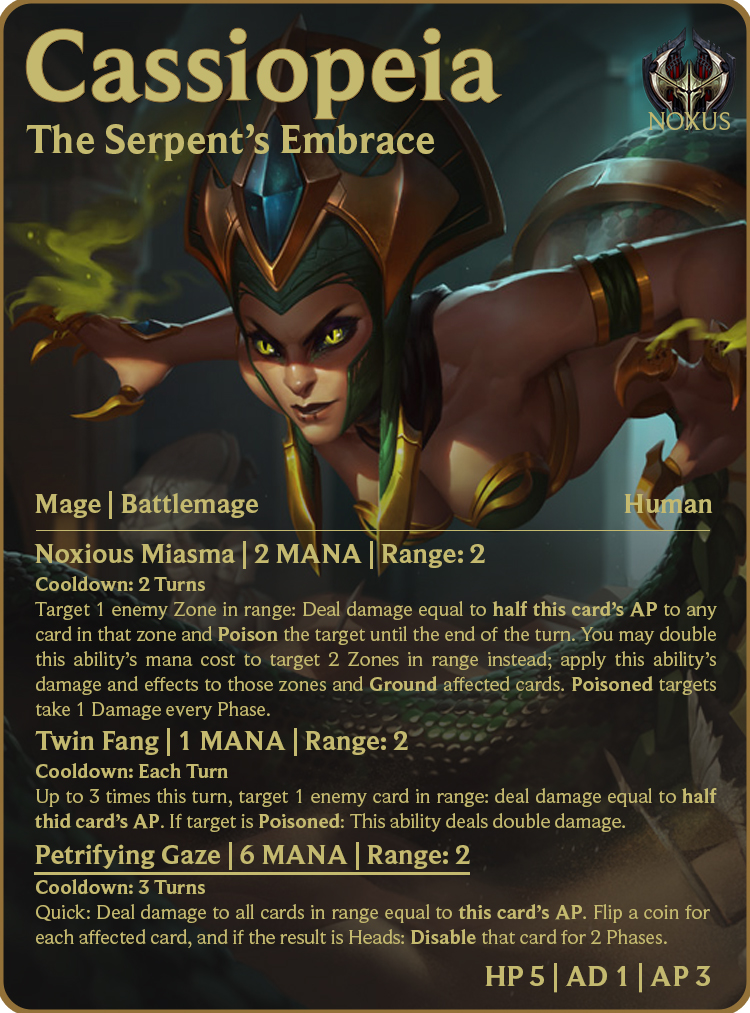 Cassiopeia
NOXUS
The Serpent's Embrace
Mage | Battlemage
Human
Noxious Miasma | 2 MANA | Range: 2
Cooldown: 2 Turns
Target 1 enemy Zone in range: Deal damage equal to half this card's AP to any
card in that zone and Poison the target until the end of the turn. You may double
this ability's mana cost to target 2 Zones in range instead; apply this ability's
damage and effects to those zones and Ground affected cards. Poisoned targets
take 1 Damage every Phase.
Twin Fang | 1 MANA | Range: 2
Cooldown: Each Turn
Up to 3 times this turn, target 1 enemy card in range: deal damage equal to half
thid card's AP. If target is Poisoned: This ability deals double damage.
Petrifying Gaze | 6 MANA | Range: 2
Cooldown: 3 Turns
Quick: Deal damage to all cards in range equal to this card's AP. Flip a coin for
each affected card, and if the result is Heads: Disable that card for 2 Phases.
HP 5 | AD 1 | AP 3